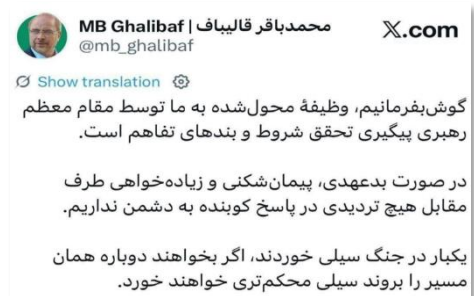 MB Ghalibaf | محمدباقر قالیباف
X.com
@mb_ghalibaf
Show translation
گوش‌بفرمانیم، وظیفهٔ محول‌شده به ما توسط مقام معظم
رهبری پیگیری تحقق شروط و بندهای تفاهم است.
در صورت بدعهدی، پیمان‌شکنی و زیاده‌خواهی طرف
مقابل هیچ تردیدی در پاسخ کوبنده به دشمن نداریم.
یکبار در جنگ سیلی خوردند، اگر بخواهند دوباره همان
مسیر را بروند سیلی محکم‌تری خواهند خورد.